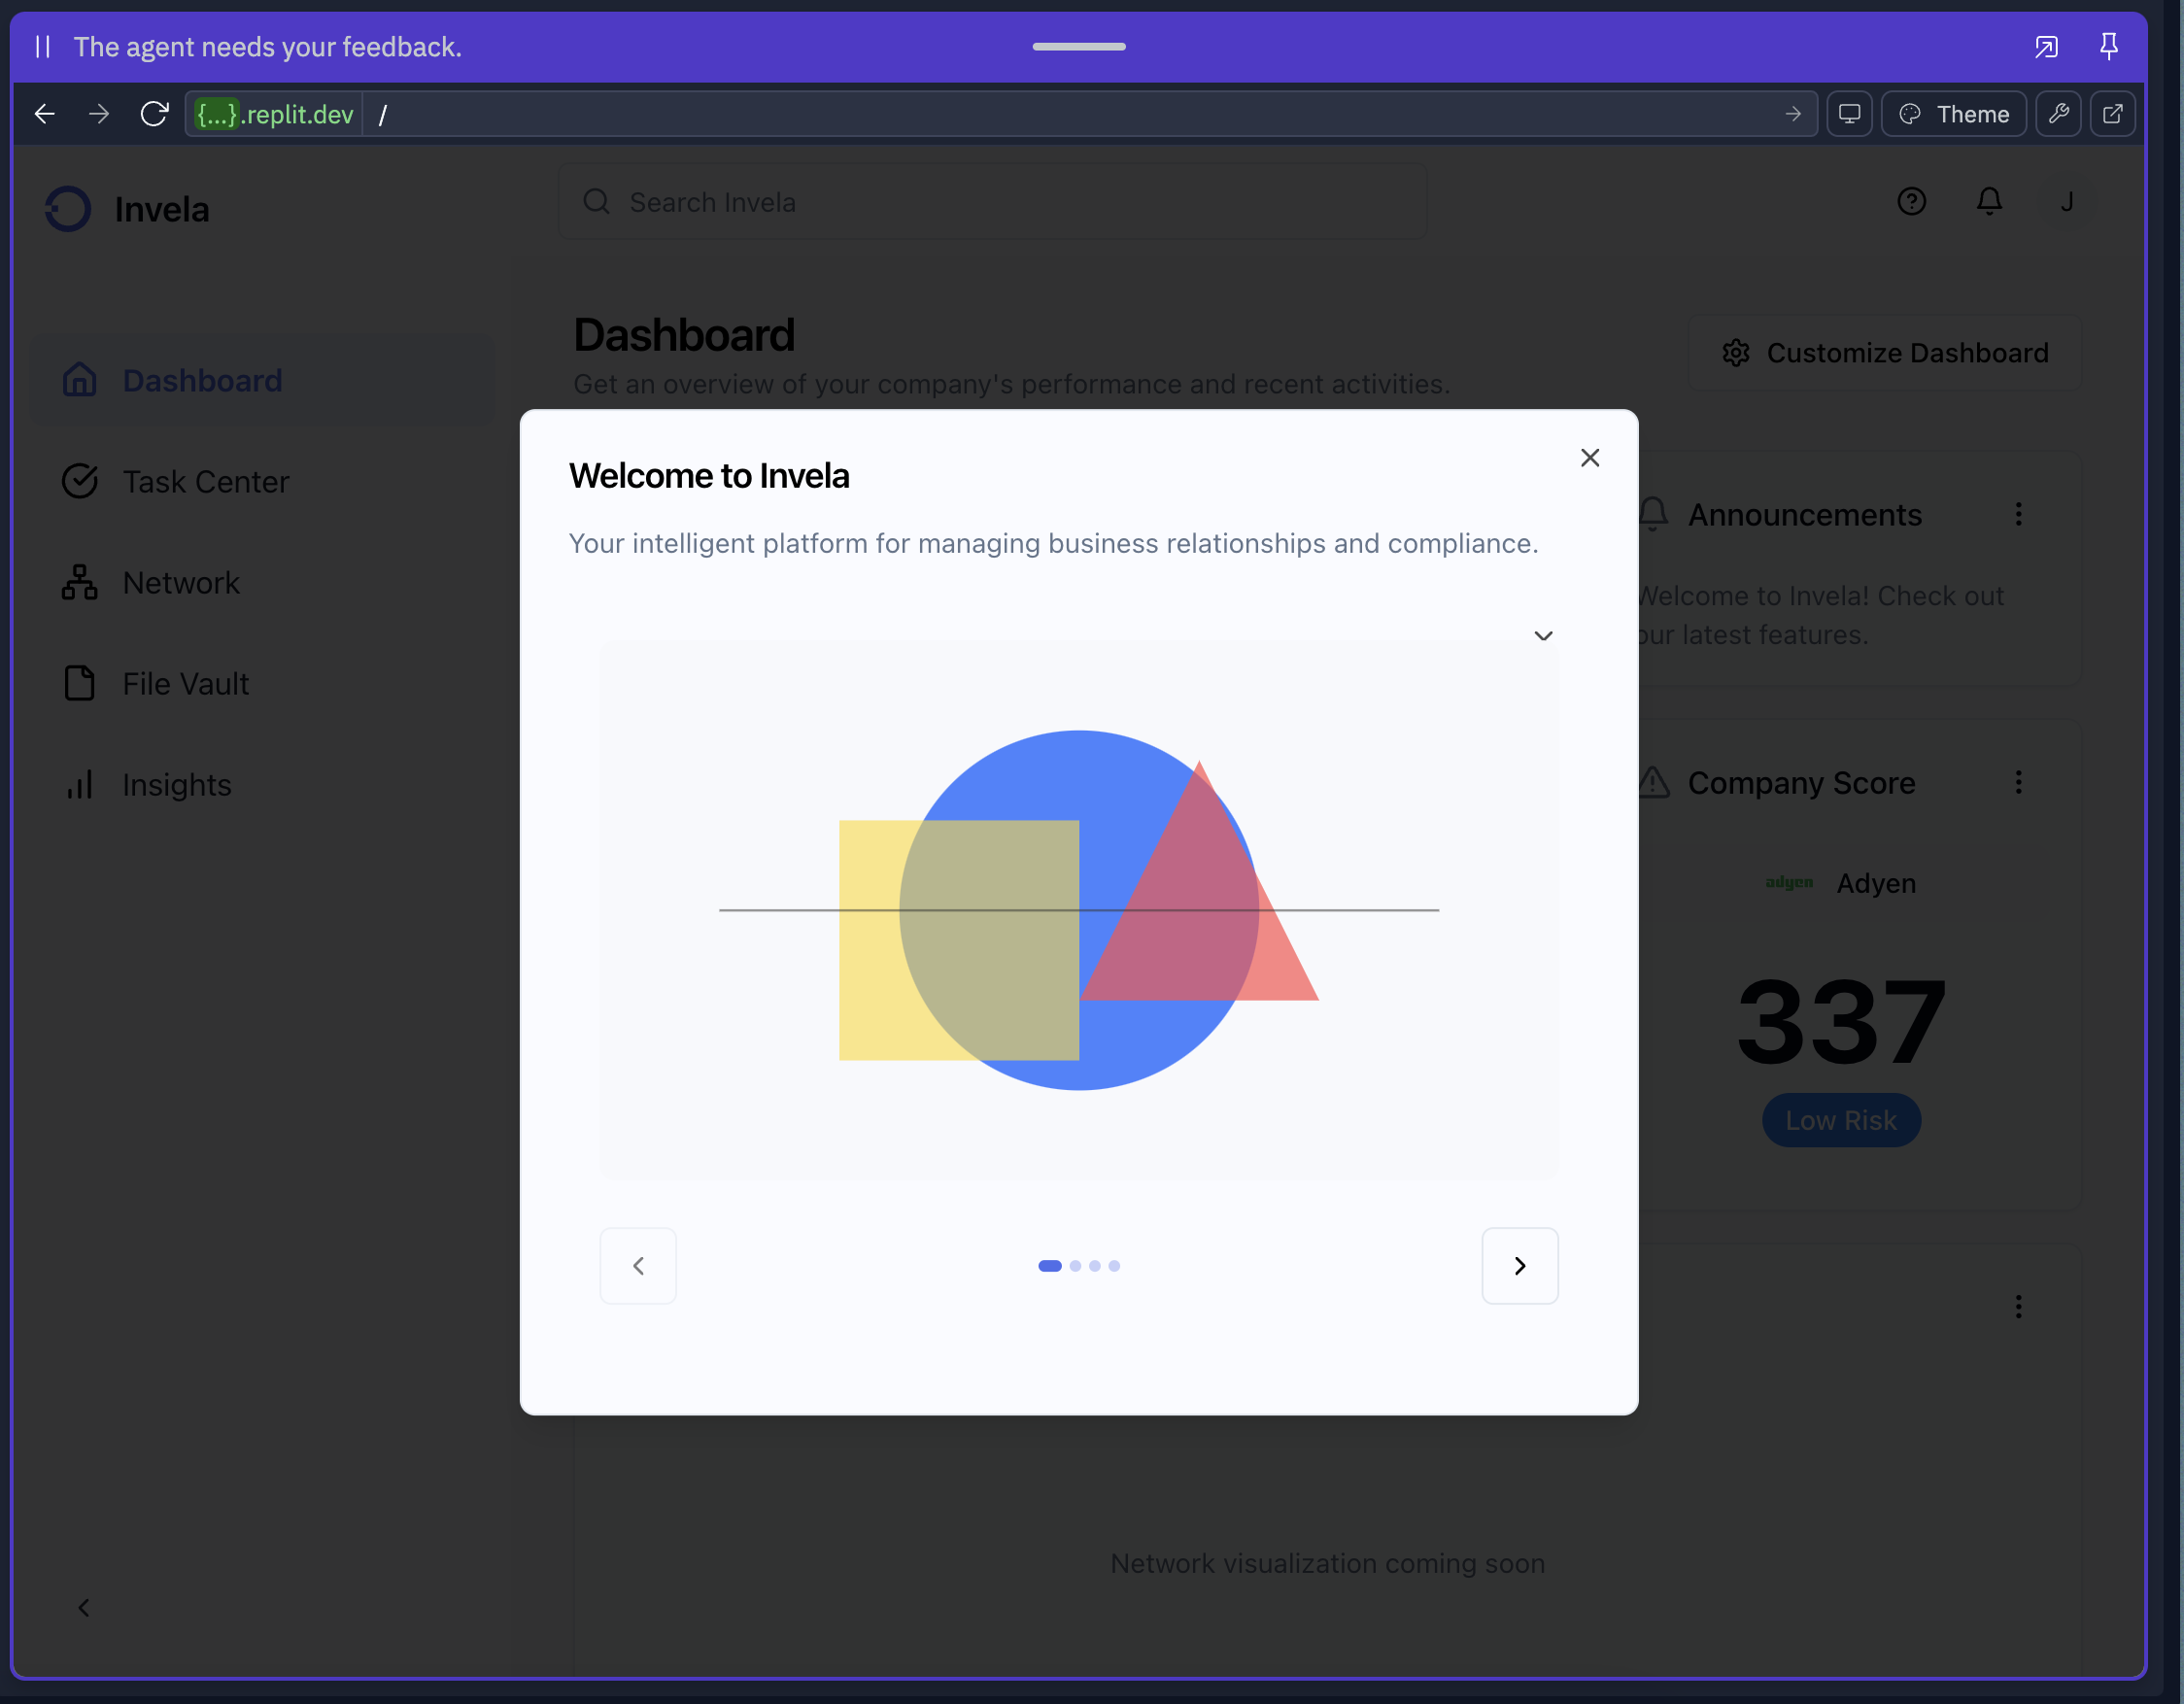 The agent needs your feedback.
{...}.replit.dev /
Theme
Invela
Search Invela
J
Dashboard
Task Center
Network
File Vault
Insights
Dashboard
Get an overview of your company's performance and recent activities.
Customize Dashboard
Welcome to Invela
Your intelligent platform for managing business relationships and compliance.
Announcements
Welcome to Invela! Check out
our latest features.
Company Score
adyen Adyen
337
Low Risk
Network visualization coming soon